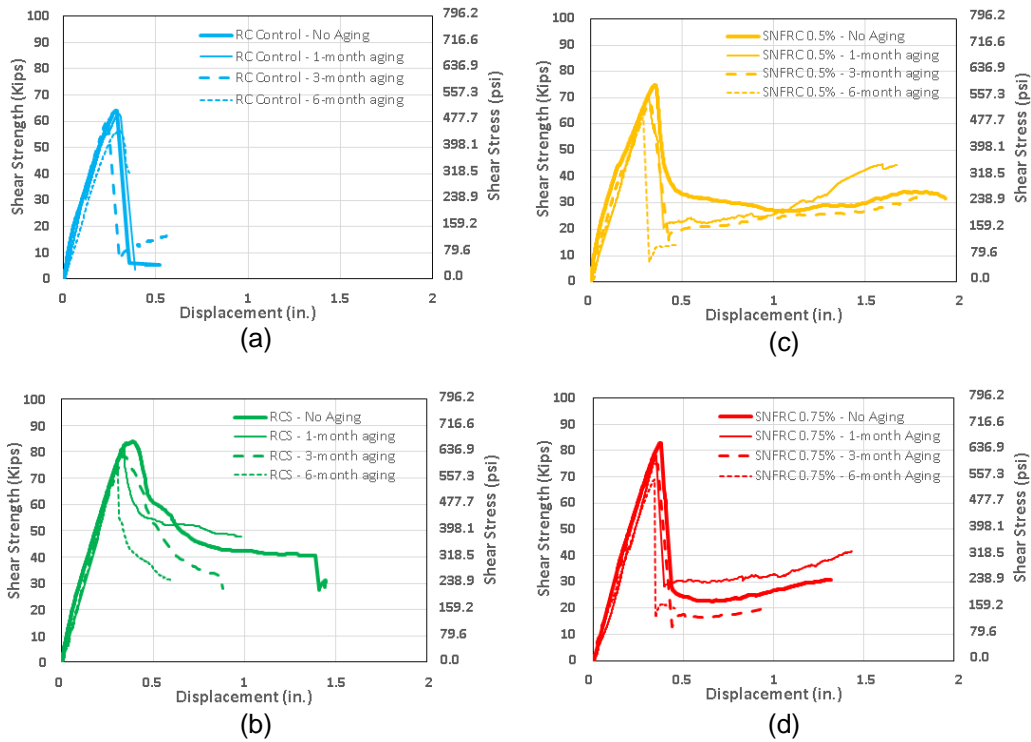 RC Control - No Aging
RC Control - 1-month aging
RC Control - 3-month aging
RC Control - 6-month aging
Shear Strength (Kips)
100
90
80
70
60
50
40
30
20
10
0
796.2
716.6
636.9
557.3
477.7
398.1
318.5
238.9
159.2
79.6
0.0
Shear Stress (psi)
0 0.5 1 1.5 2
Displacement (in.)
(a)
SNFRC 0.5% - No Aging
SNFRC 0.5% - 1-month aging
SNFRC 0.5% - 3-month aging
SNFRC 0.5% - 6-month aging
Shear Strength (Kips)
100
90
80
70
60
50
40
30
20
10
0
796.2
716.6
636.9
557.3
477.7
398.1
318.5
238.9
159.2
79.6
0.0
Shear Stress (psi)
0 0.5 1 1.5 2
Displacement (in.)
(c)
RCS - No Aging
RCS - 1-month aging
RCS - 3-month aging
RCS - 6-month aging
Shear Strength (Kips)
100
90
80
70
60
50
40
30
20
10
0
796.2
716.6
636.9
557.3
477.7
398.1
318.5
238.9
159.2
79.6
0.0
Shear Stress (psi)
0 0.5 1 1.5 2
Displacement (in.)
(b)
SNFRC 0.75% - No Aging
SNFRC 0.75% - 1-month Aging
SNFRC 0.75% - 3-month Aging
SNFRC 0.75% - 6-month Aging
Shear Strength (Kips)
100
90
80
70
60
50
40
30
20
10
0
796.2
716.6
636.9
557.3
477.7
398.1
318.5
238.9
159.2
79.6
0.0
Shear Stress (psi)
0 0.5 1 1.5 2
Displacement (in.)
(d)